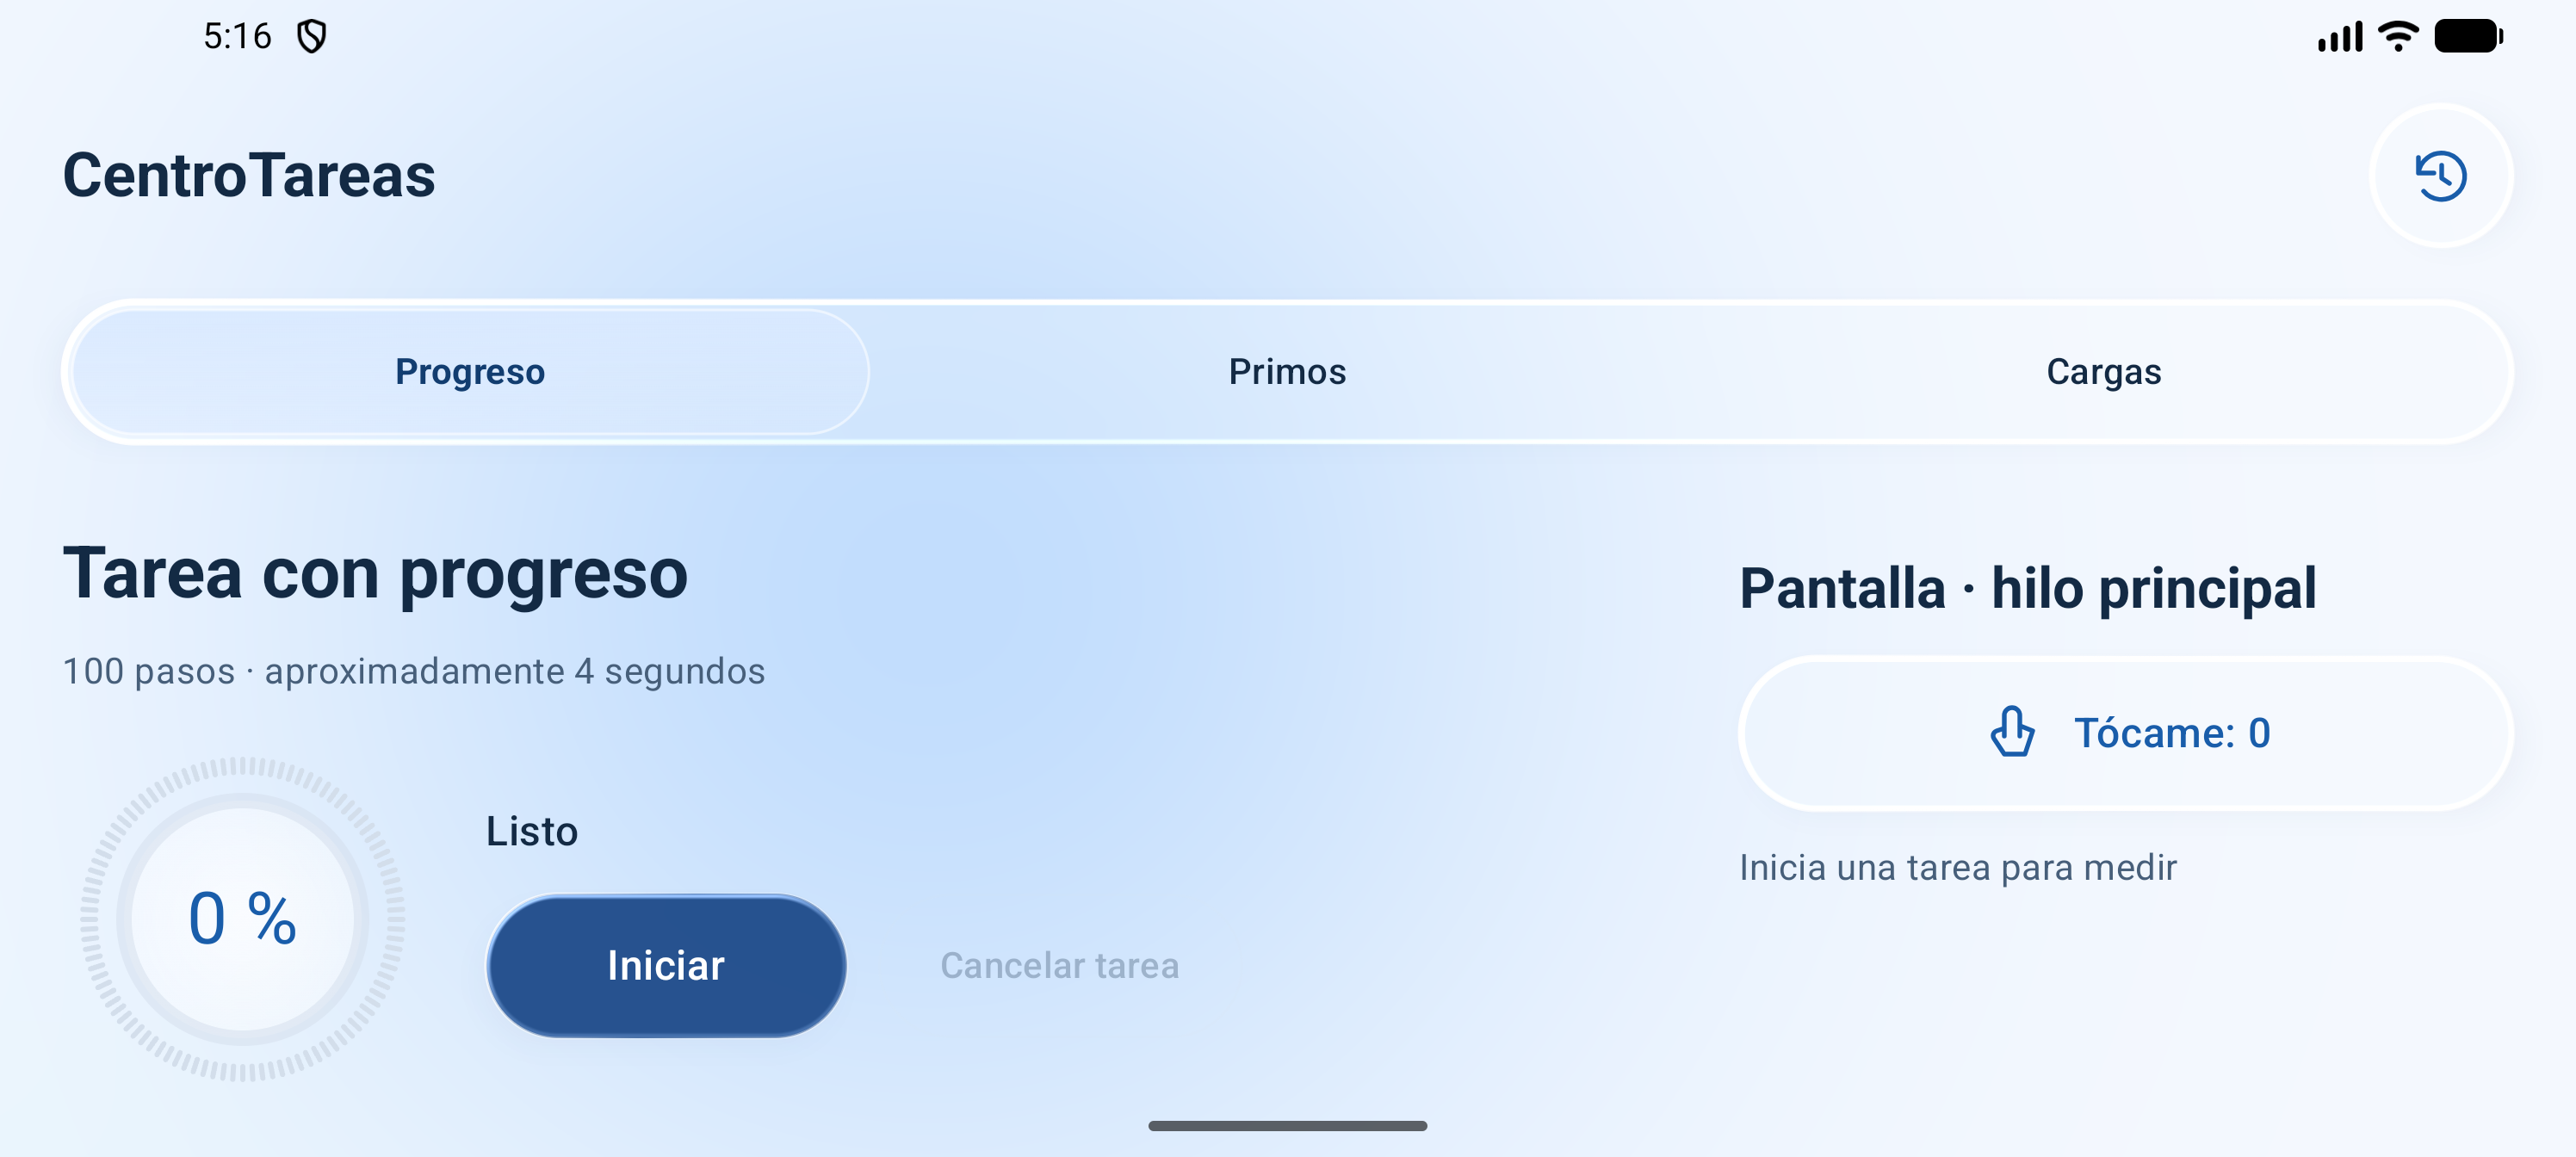 5:16
CentroTareas
Progreso
Primos
Cargas
Tarea con progreso
100 pasos · aproximadamente 4 segundos
0 %
Listo
Iniciar
Cancelar tarea
Pantalla · hilo principal
Tócame: 0
Inicia una tarea para medir